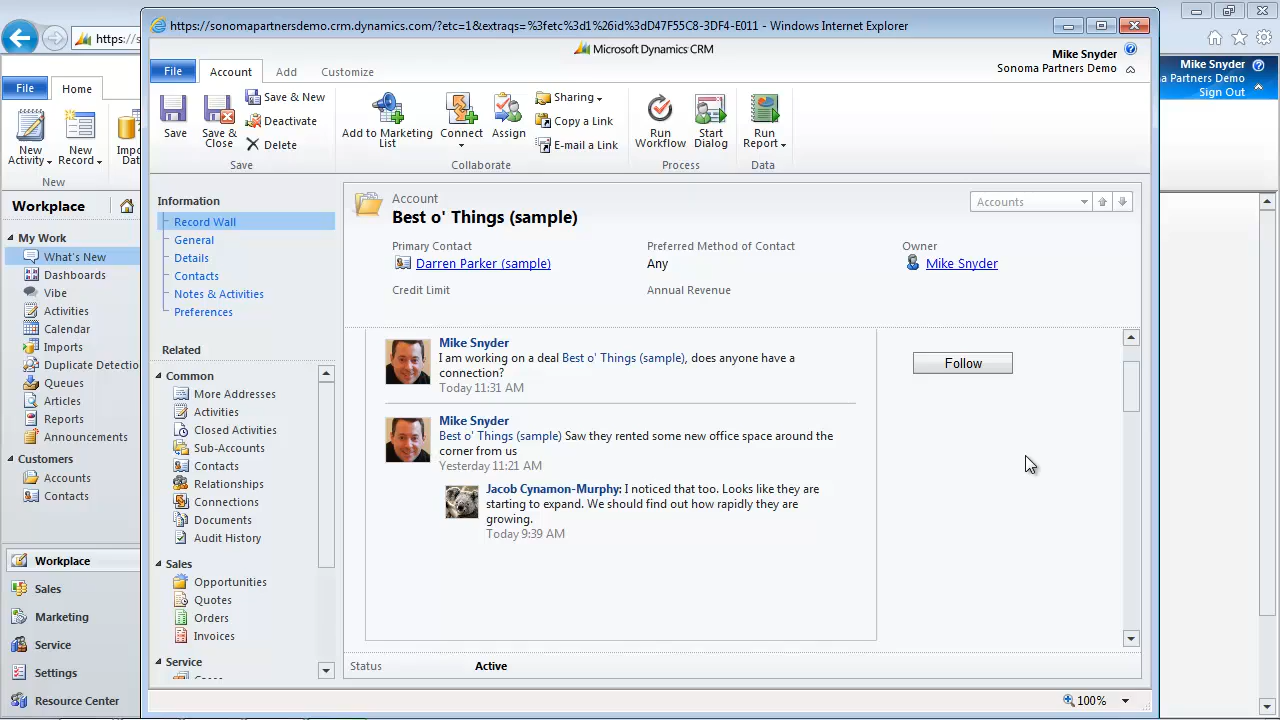 https://sonomapartnersdemo.crm.dynamics.com/?etc=1&extraqs=%3fetc%3d1%26id%3dD47F55C8-3DF4-E011 - Windows Internet Explorer
https://s
Microsoft Dynamics CRM
Mike Snyder
Sonoma Partners Demo
Mike Snyder
a Partners Demo
Sign Out
File
Home
File
Account
Add
Customize
New
Activity
New
Record
New
Save
Save &
Close
Save & New
Deactivate
Delete
Save
Add to Marketing
List
Connect
Assign
Sharing
Copy a Link
E-mail a Link
Collaborate
Run
Workflow
Start
Dialog
Process
Run
Report
Data
Workplace
My Work
What's New
Dashboards
Vibe
Activities
Calendar
Imports
Duplicate Detectio
Queues
Articles
Reports
Announcements
Customers
Accounts
Contacts
Workplace
Sales
Marketing
Service
Settings
Resource Center
Information
Record Wall
General
Details
Contacts
Notes & Activities
Preferences
Related
Common
More Addresses
Activities
Closed Activities
Sub-Accounts
Contacts
Relationships
Connections
Documents
Audit History
Sales
Opportunities
Quotes
Orders
Invoices
Service
Account
Best o' Things (sample)
Accounts
Primary Contact
Darren Parker (sample)
Preferred Method of Contact
Any
Owner
Mike Snyder
Credit Limit
Annual Revenue
Mike Snyder
I am working on a deal Best o' Things (sample), does anyone have a
connection?
Today 11:31 AM
Follow
Mike Snyder
Best o' Things (sample) Saw they rented some new office space around the
corner from us
Yesterday 11:21 AM
Jacob Cynamon-Murphy: I noticed that too. Looks like they are
starting to expand. We should find out how rapidly they are
growing.
Today 9:39 AM
Status
Active
100%